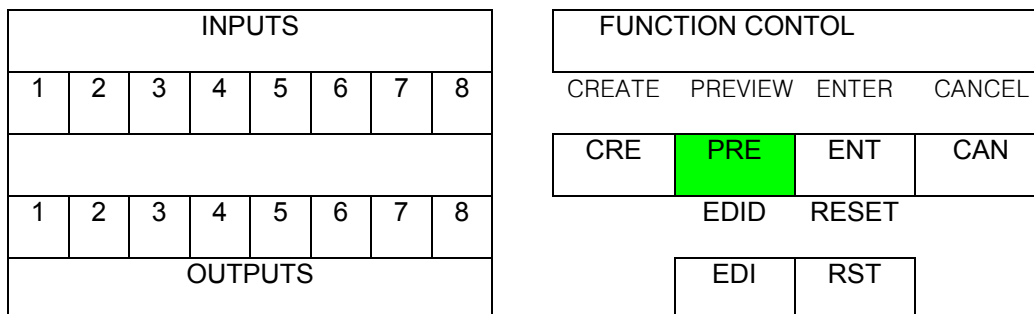 INPUTS
1 2 3 4 5 6 7 8
1 2 3 4 5 6 7 8
OUTPUTS
FUNCTION CONTOL
CREATE PREVIEW ENTER CANCEL
CRE PRE ENT CAN
EDID RESET
EDI RST